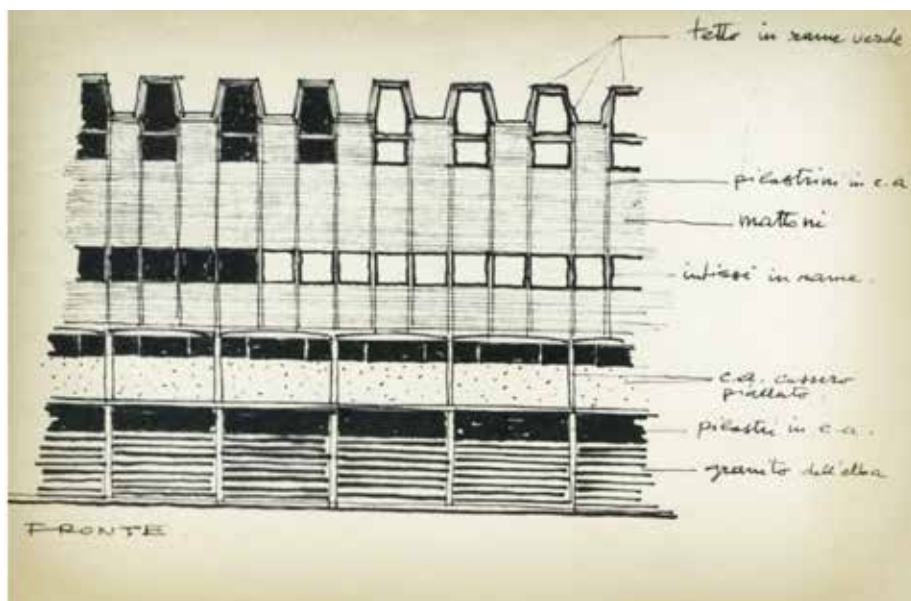 tetto in rame verde
pilastrini in c.a
mattoni
infissi in rame.
c.a. cassero
piallato
pilastri in c.a.
granito dell'elba
FRONTE